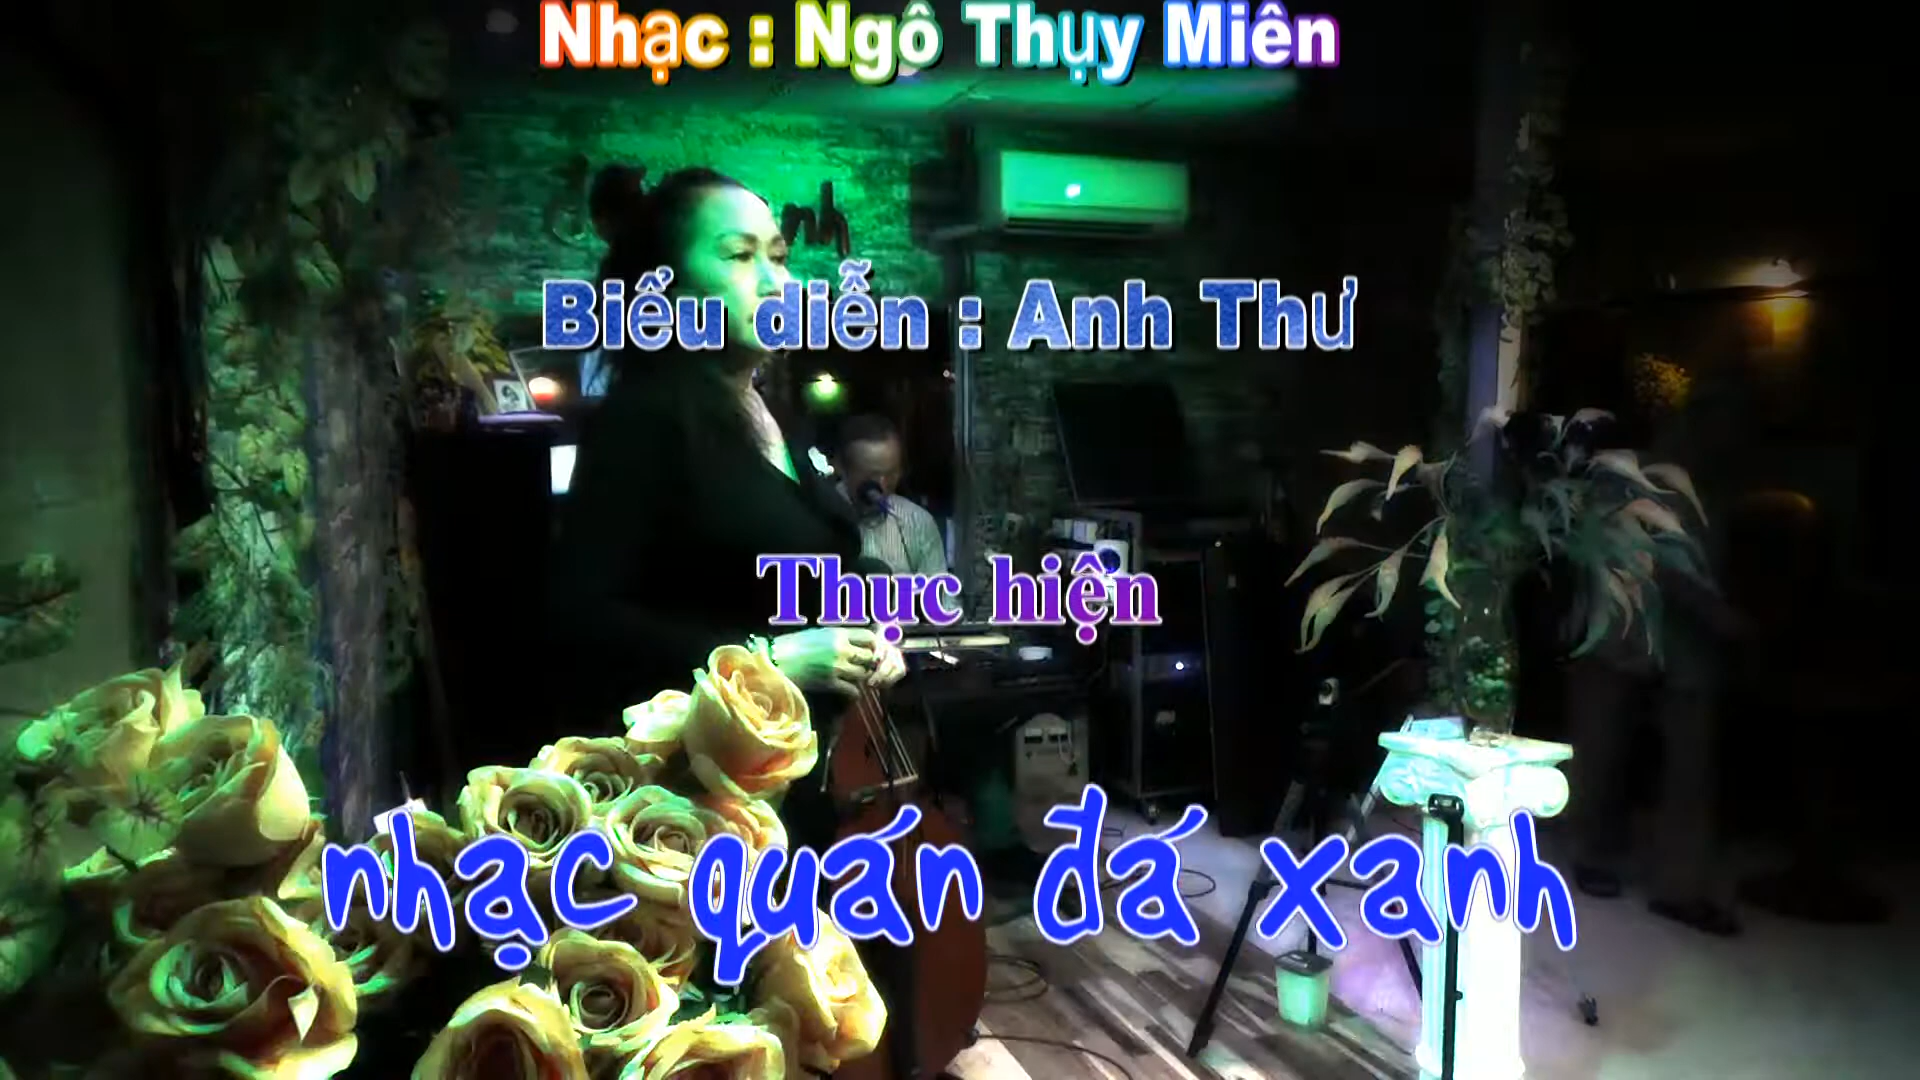 Nhạc : Ngô Thụy Miên
Biểu diễn : Anh Thư
Thực hiện
nhạc quán đá xanh